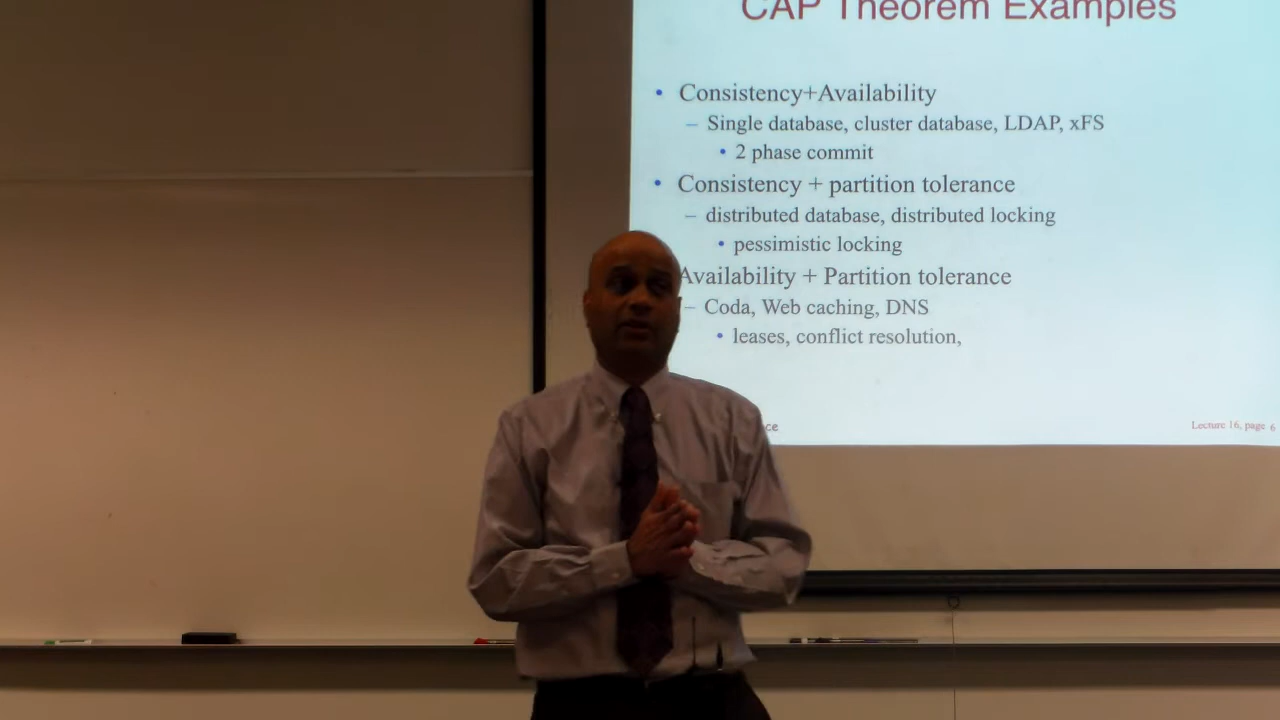 CAP Theorem Examples
• Consistency+Availability
– Single database, cluster database, LDAP, xFS
• 2 phase commit
• Consistency + partition tolerance
– distributed database, distributed locking
• pessimistic locking
Availability + Partition tolerance
– Coda, Web caching, DNS
• leases, conflict resolution,
ce
Lecture 16, page 6